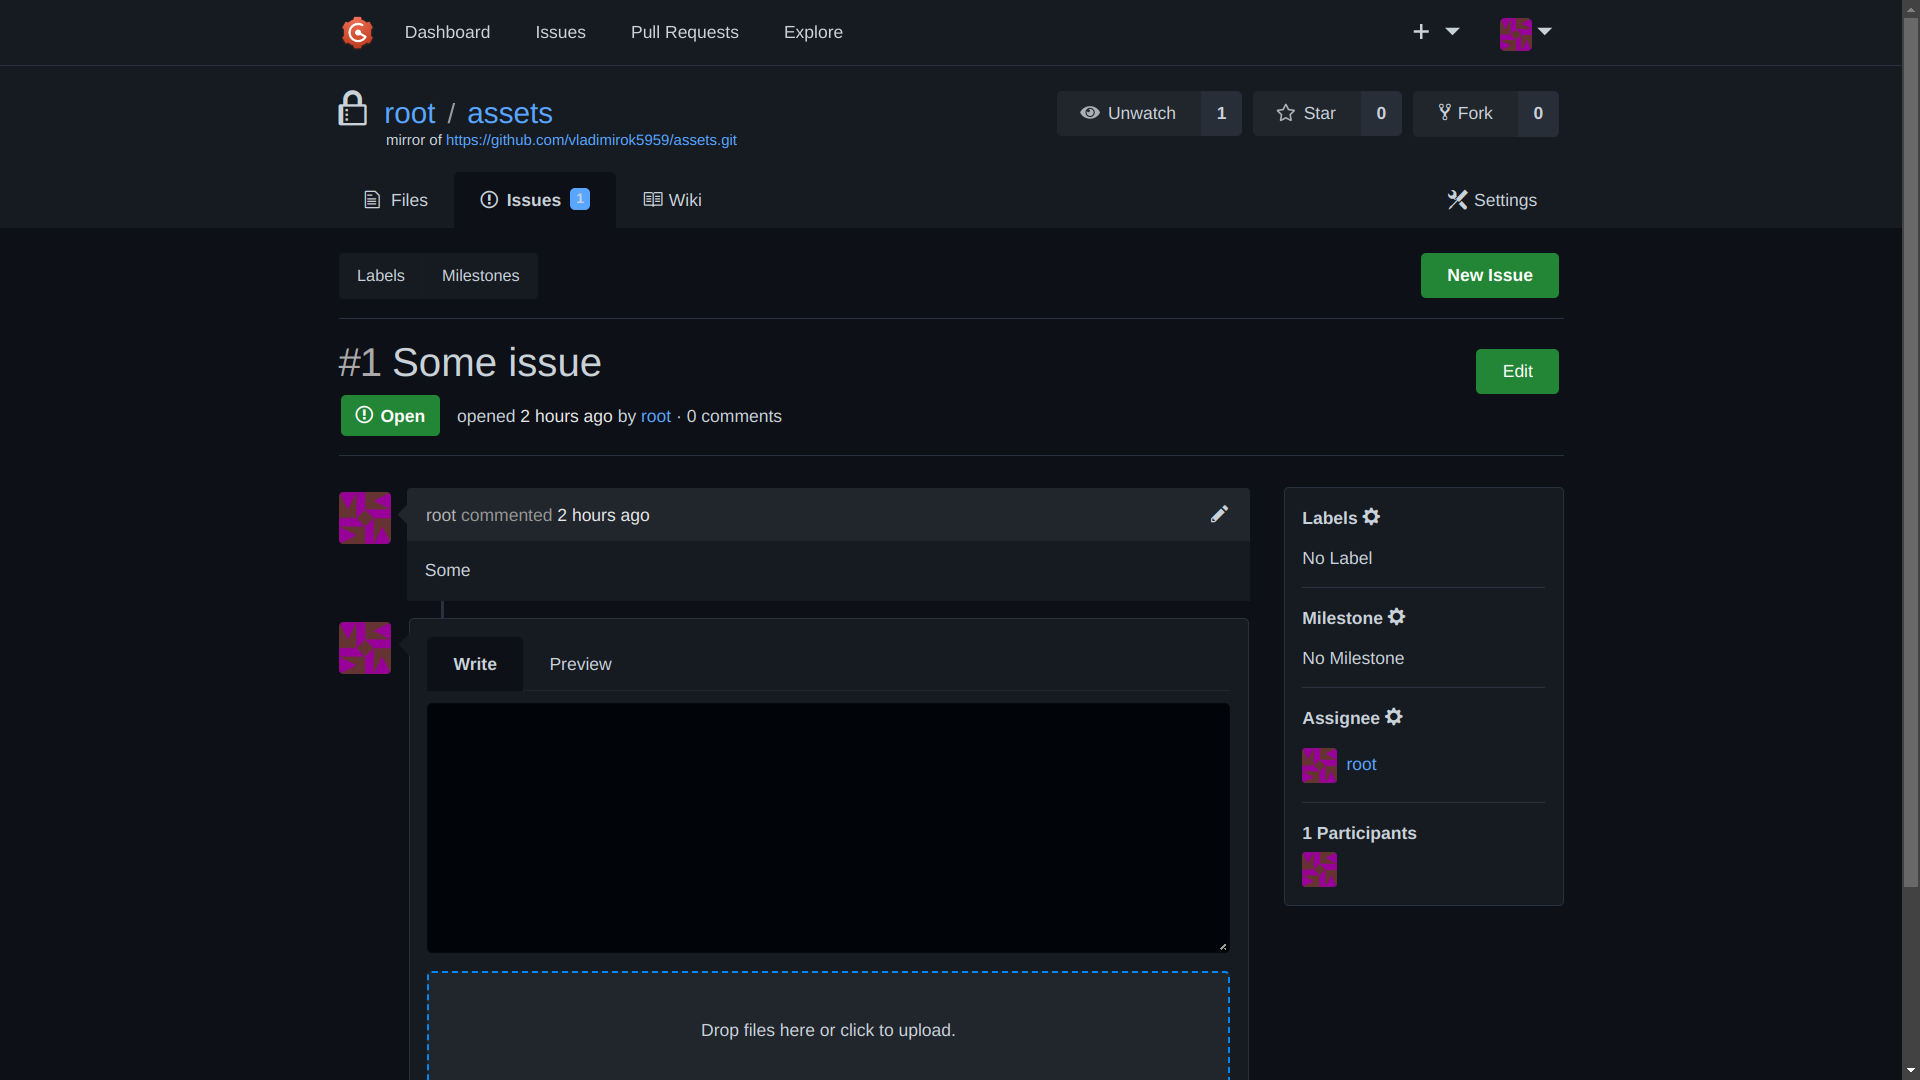 Dashboard Issues Pull Requests Explore
root / assets
mirror of https://github.com/vladimirok5959/assets.git
Unwatch 1 Star 0 Fork 0
Files Issues 1 Wiki Settings
Labels Milestones New Issue
#1 Some issue
Edit
Open opened 2 hours ago by root · 0 comments
root commented 2 hours ago
Some
Write Preview
Drop files here or click to upload.
Labels
No Label
Milestone
No Milestone
Assignee
root
1 Participants